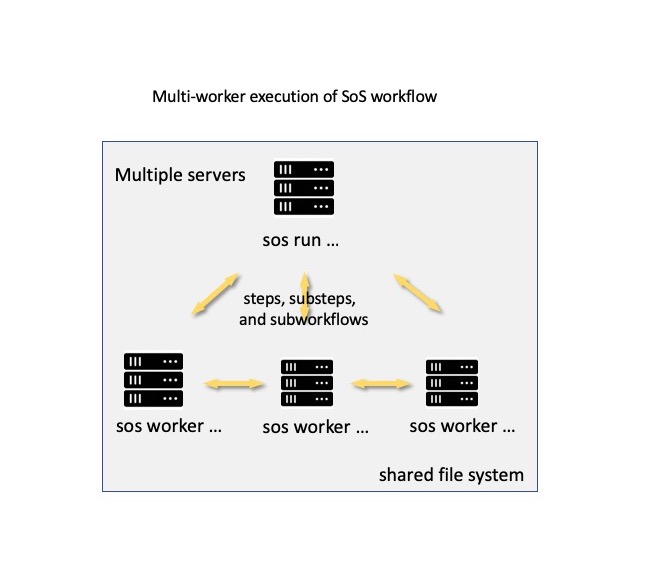 Multi-worker execution of SoS workflow
Multiple servers
sos run ...
steps, substeps,
and subworkflows
sos worker ...
sos worker ...
sos worker ...
shared file system